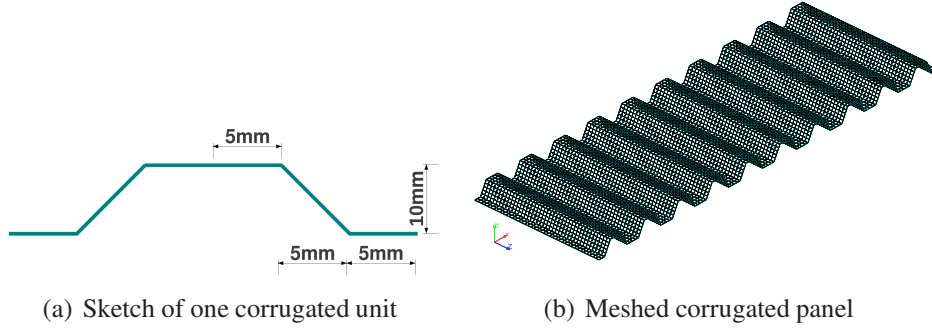 5mm
10mm
5mm 5mm
(a) Sketch of one corrugated unit
(b) Meshed corrugated panel